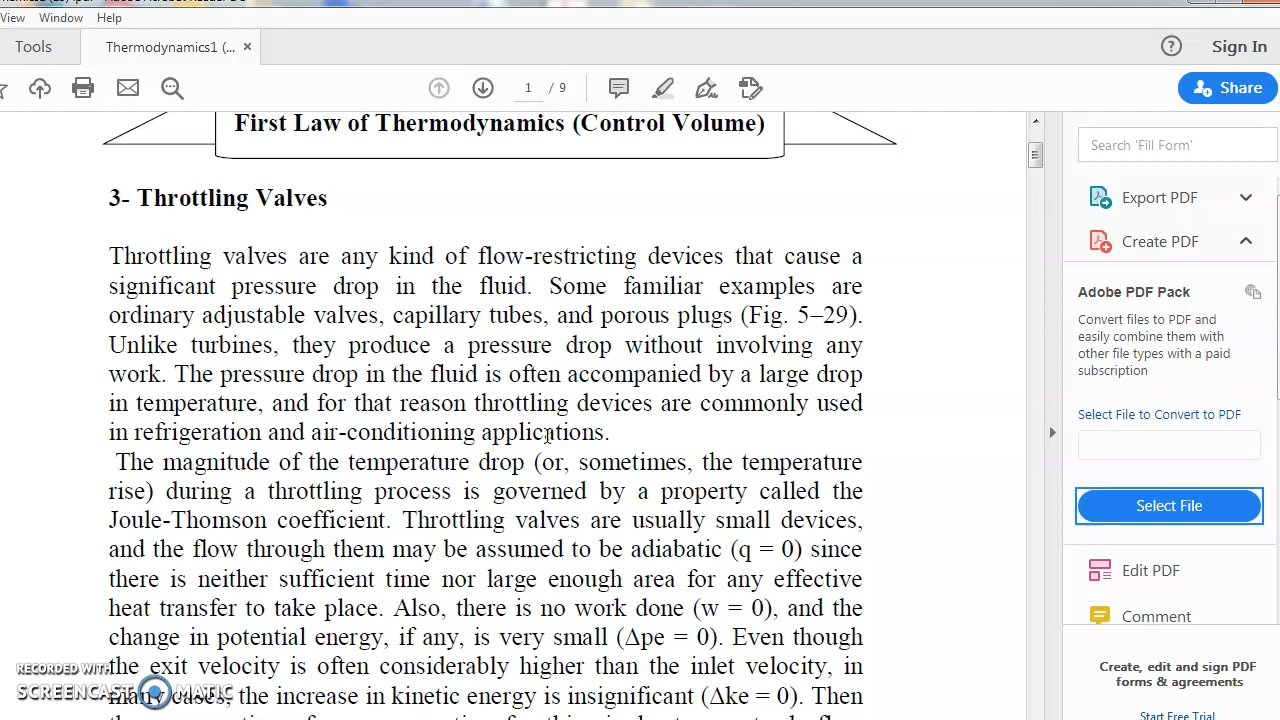 View Window Help
Tools Thermodynamics1 (... × Sign In
1 / 9 Share
First Law of Thermodynamics (Control Volume)
3- Throttling Valves
Throttling valves are any kind of flow-restricting devices that cause a
significant pressure drop in the fluid. Some familiar examples are
ordinary adjustable valves, capillary tubes, and porous plugs (Fig. 5–29).
Unlike turbines, they produce a pressure drop without involving any
work. The pressure drop in the fluid is often accompanied by a large drop
in temperature, and for that reason throttling devices are commonly used
in refrigeration and air-conditioning applications.
The magnitude of the temperature drop (or, sometimes, the temperature
rise) during a throttling process is governed by a property called the
Joule-Thomson coefficient. Throttling valves are usually small devices,
and the flow through them may be assumed to be adiabatic (q = 0) since
there is neither sufficient time nor large enough area for any effective
heat transfer to take place. Also, there is no work done (w = 0), and the
change in potential energy, if any, is very small (Δpe = 0). Even though
the exit velocity is often considerably higher than the inlet velocity, in
many cases, the increase in kinetic energy is insignificant (Δke = 0). Then
Search 'Fill Form'
Export PDF
Create PDF
Adobe PDF Pack
Convert files to PDF and
easily combine them with
other file types with a paid
subscription
Select File to Convert to PDF
Select File
Edit PDF
Comment
Create, edit and sign PDF
forms & agreements
Start Free Trial
RECORDED WITH
SCREENCAST MATIC